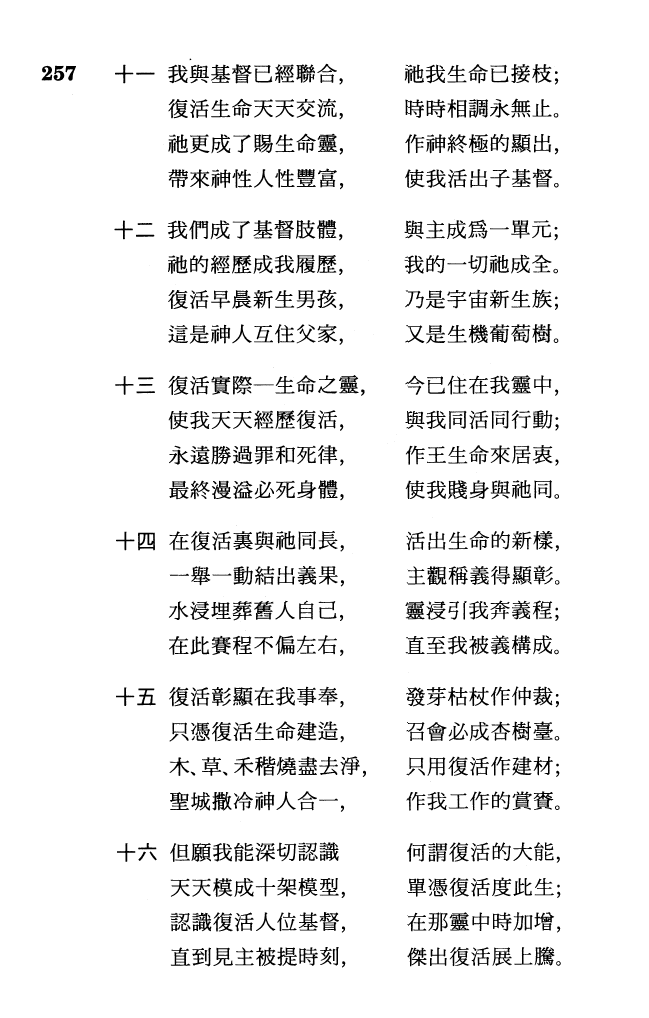 257 十一 我與基督已經聯合， 祂我生命已接枝；
復活生命天天交流， 時時相調永無止。
祂更成了賜生命靈， 作神終極的顯出，
帶來神性人性豐富， 使我活出子基督。
十二 我們成了基督肢體， 與主成爲一單元；
祂的經歷成我履歷， 我的一切祂成全。
復活早晨新生男孩， 乃是宇宙新生族；
這是神人互住父家， 又是生機葡萄樹。
十三 復活實際—生命之靈， 今已住在我靈中，
使我天天經歷復活， 與我同活同行動；
永遠勝過罪和死律， 作王生命來居衷，
最終漫溢必死身體， 使我賤身與祂同。
十四 在復活裏與祂同長， 活出生命的新樣，
一舉一動結出義果， 主觀稱義得顯彰。
水浸埋葬舊人自己， 靈浸引我奔義程；
在此賽程不偏左右， 直至我被義構成。
十五 復活彰顯在我事奉， 發芽枯杖作仲裁；
只憑復活生命建造， 召會必成杏樹臺。
木、草、禾稭燒盡去淨， 只用復活作建材；
聖城撒冷神人合一， 作我工作的賞賚。
十六 但願我能深切認識 何謂復活的大能，
天天模成十架模型， 單憑復活度此生；
認識復活人位基督， 在那靈中時加增，
直到見主被提時刻， 傑出復活展上騰。